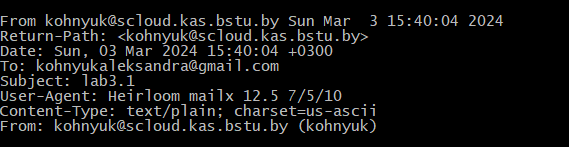 From kohnyuk@scloud.kas.bstu.by Sun Mar  3 15:40:04 2024
Return-Path: <kohnyuk@scloud.kas.bstu.by>
Date: Sun, 03 Mar 2024 15:40:04 +0300
To: kohnyukaleksandra@gmail.com
Subject: lab3.1
User-Agent: Heirloom mailx 12.5 7/5/10
Content-Type: text/plain; charset=us-ascii
From: kohnyuk@scloud.kas.bstu.by (kohnyuk)